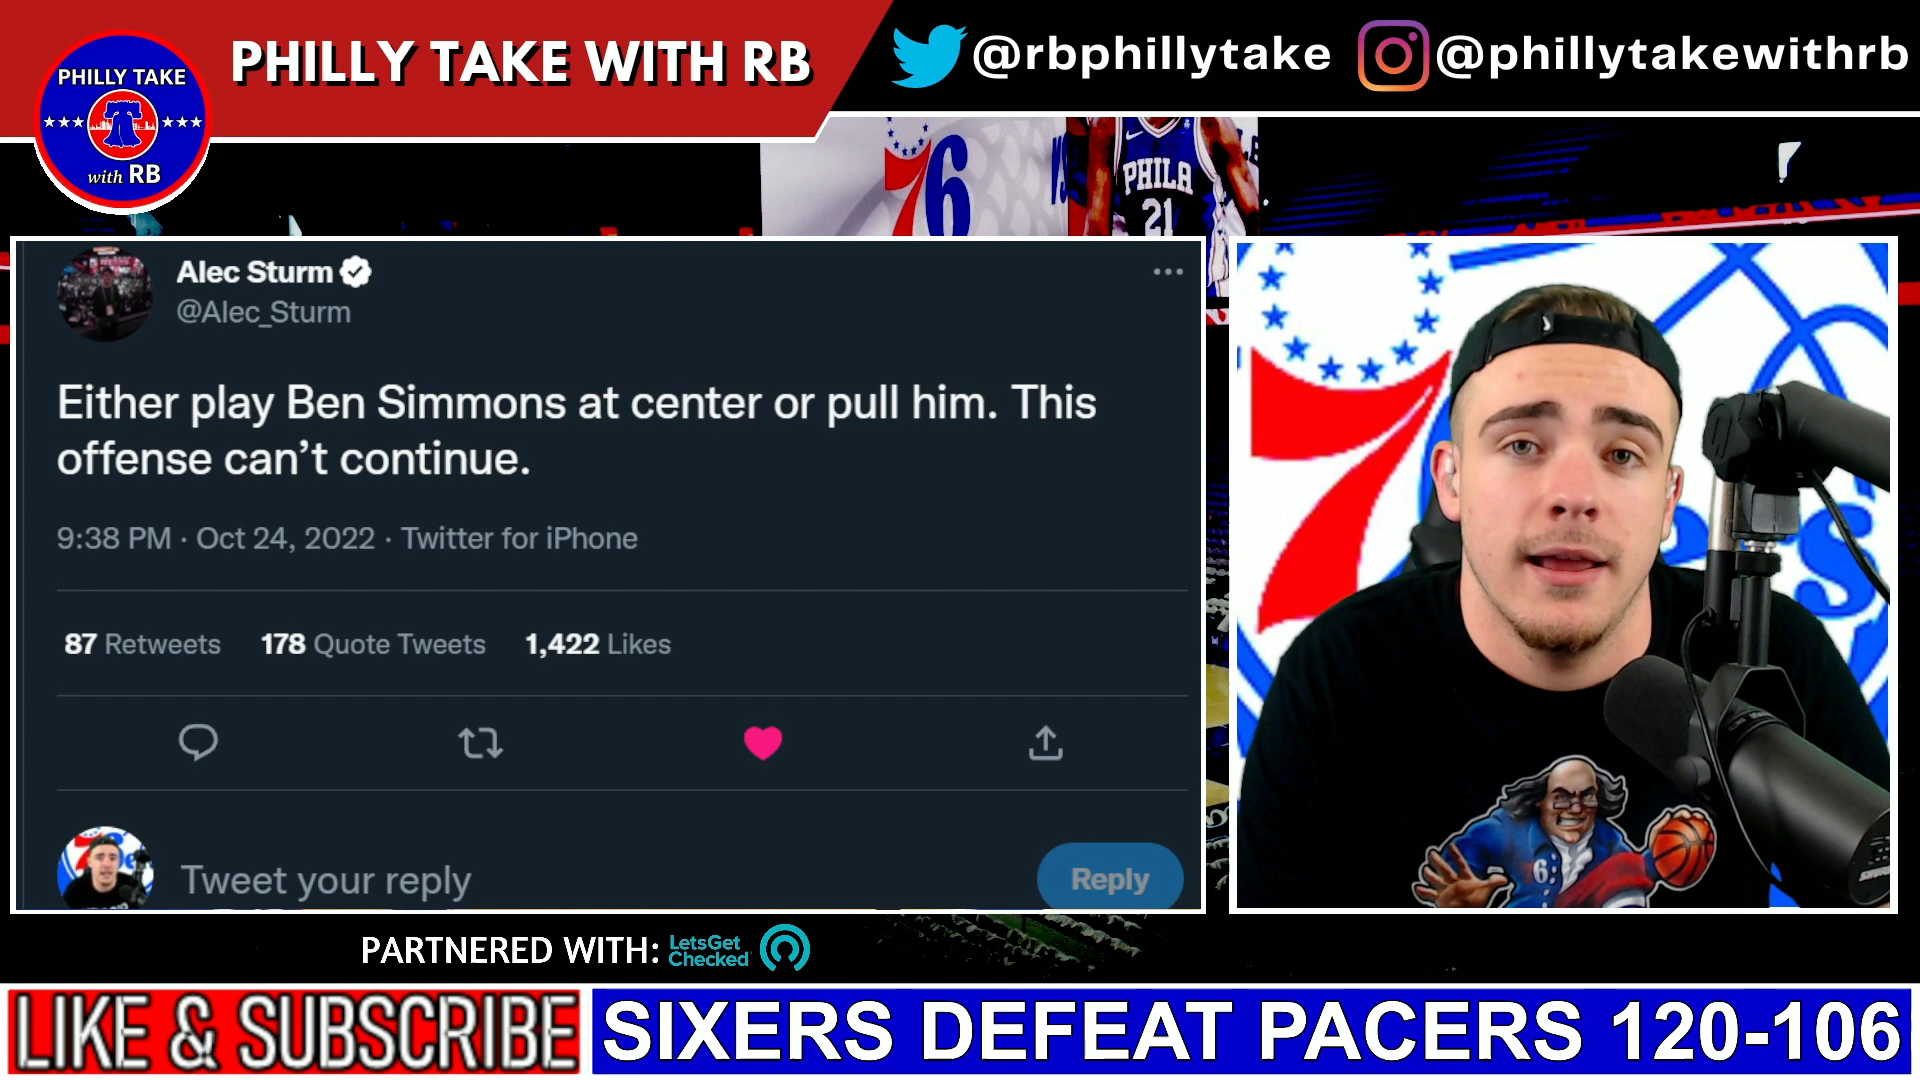 PHILLY TAKE WITH RB
@rbphillytake
@phillytakewithrb
PHILLY TAKE
with RB
76
VS
PHILA
21
Alec Sturm
@Alec_Sturm
Either play Ben Simmons at center or pull him. This
offense can’t continue.
9:38 PM · Oct 24, 2022 · Twitter for iPhone
87 Retweets 178 Quote Tweets 1,422 Likes
Tweet your reply
Reply
PARTNERED WITH:
LetsGet
Checked
LIKE & SUBSCRIBE
SIXERS DEFEAT PACERS 120-106